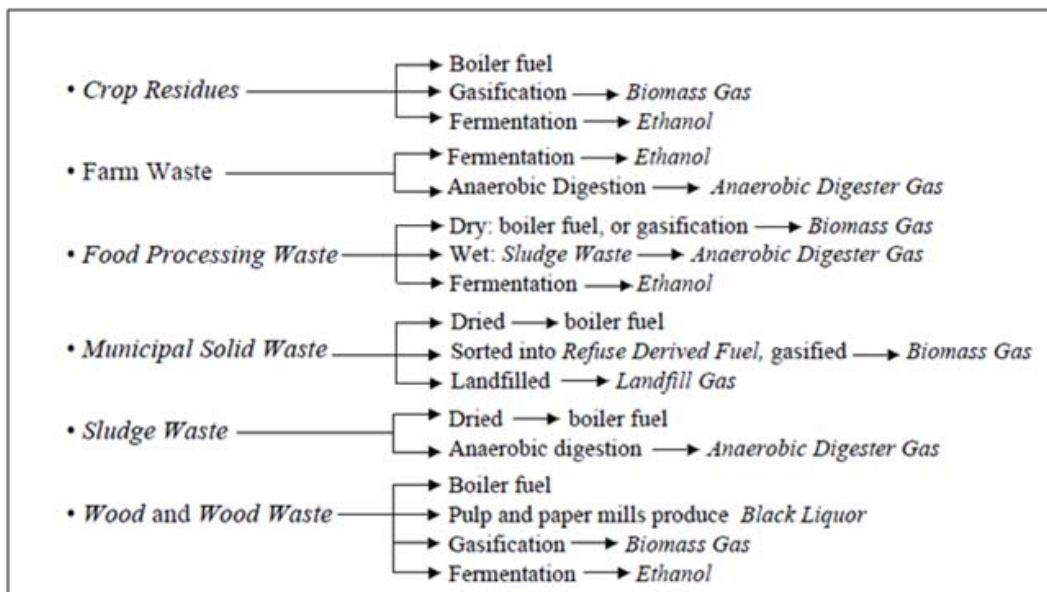 Boiler fuel
• Crop Residues Gasification Biomass Gas
Fermentation Ethanol
Fermentation Ethanol
• Farm Waste
Anaerobic Digestion Anaerobic Digester Gas
Dry: boiler fuel, or gasification Biomass Gas
• Food Processing Waste Wet: Sludge Waste Anaerobic Digester Gas
Fermentation Ethanol
Dried boiler fuel
• Municipal Solid Waste Sorted into Refuse Derived Fuel, gasified Biomass Gas
Landfilled Landfill Gas
Dried boiler fuel
• Sludge Waste
Anaerobic digestion Anaerobic Digester Gas
Boiler fuel
• Wood and Wood Waste Pulp and paper mills produce Black Liquor
Gasification Biomass Gas
Fermentation Ethanol